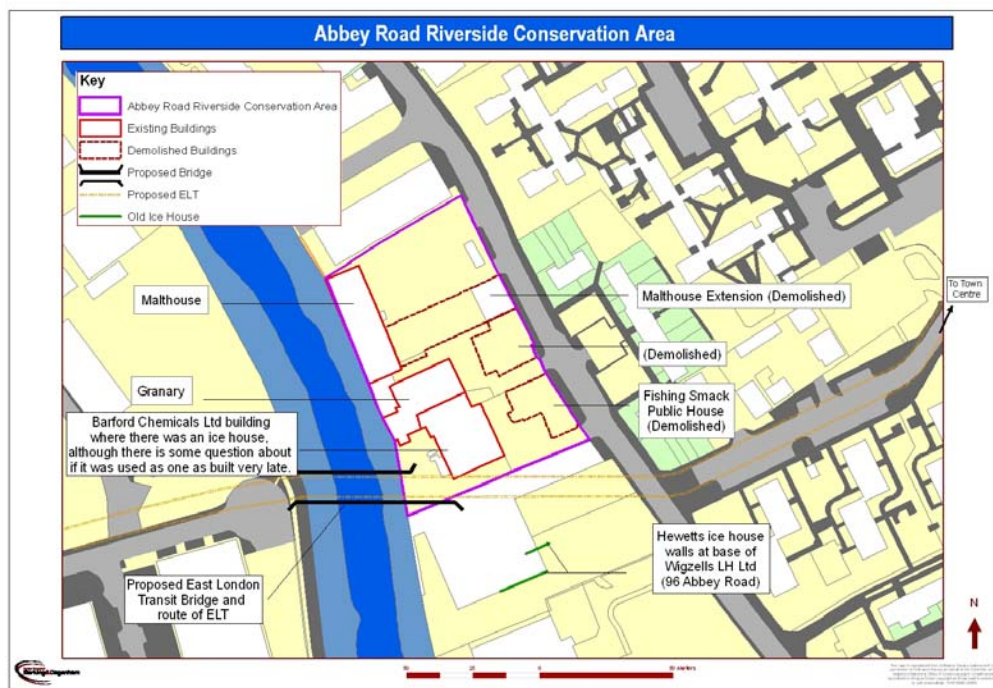 Abbey Road Riverside Conservation Area
Key
Abbey Road Riverside Conservation Area
Existing Buildings
Demolished Buildings
Proposed Bridge
Proposed ELT
Old Ice House
Malthouse
Malthouse Extension (Demolished)
To Town
Centre
(Demolished)
Granary
Fishing Smack
Public House
(Demolished)
Barford Chemicals Ltd building
where there was an ice house,
although there is some question about
if it was used as one as built very late.
Hewetts ice house
walls at base of
Wigzells LH Ltd
(96 Abbey Road)
Proposed East London
Transit Bridge and
route of ELT
N
Dagenham